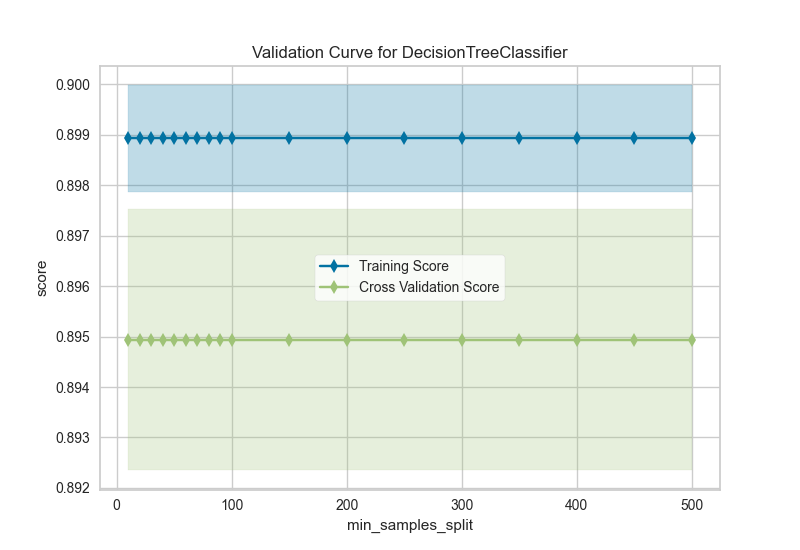 Validation Curve for DecisionTreeClassifier
0.900
0.899
0.898
0.897
0.896
0.895
0.894
0.893
0.892
score
Training Score
Cross Validation Score
0 100 200 300 400 500
min_samples_split